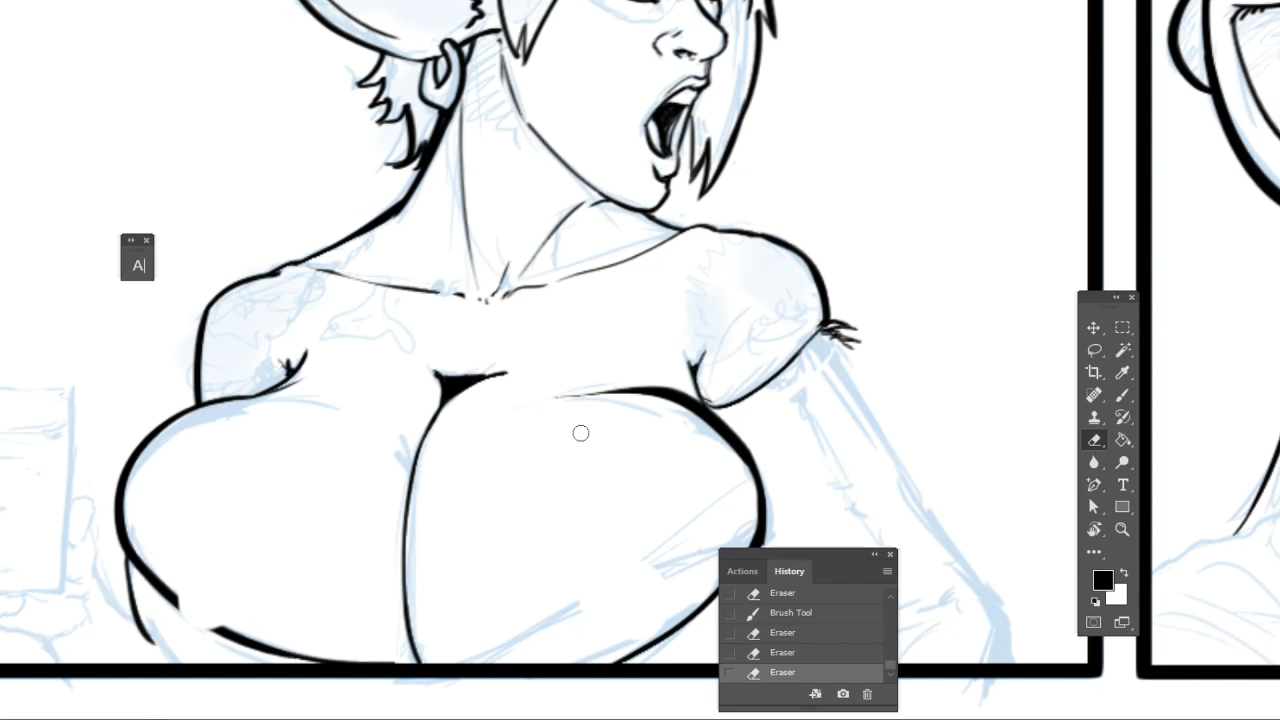 A
Actions
History
Eraser
Brush Tool
Eraser
Eraser
Eraser